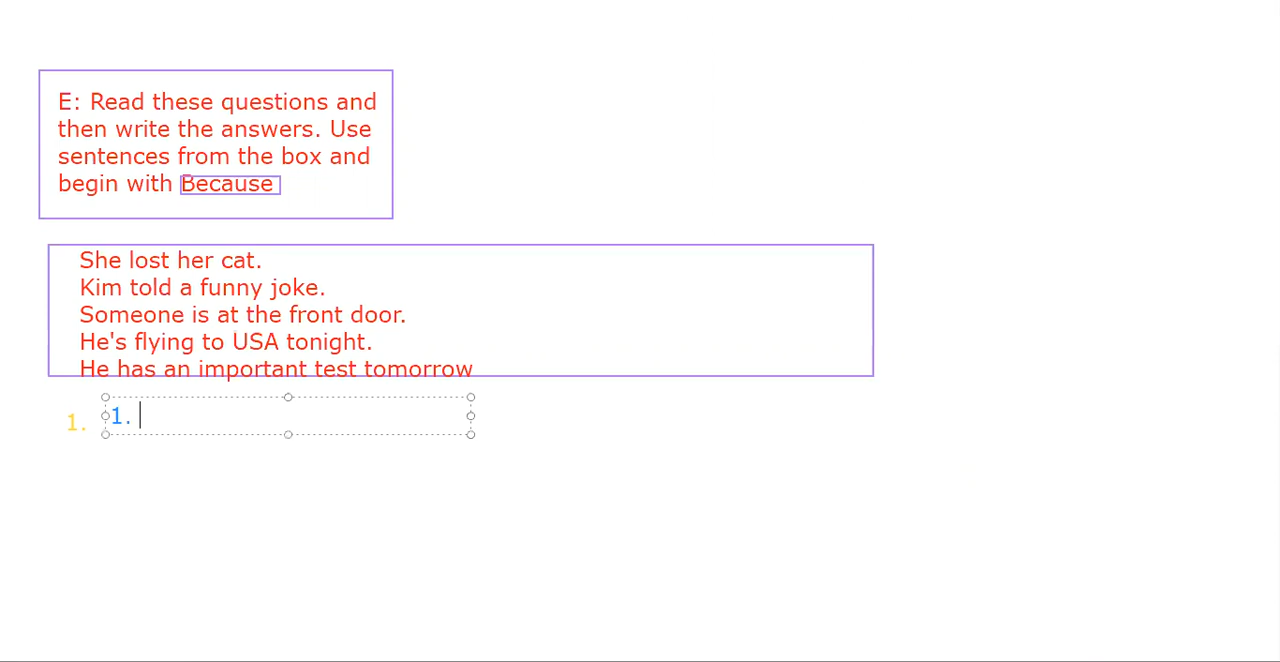 E: Read these questions and
then write the answers. Use
sentences from the box and
begin with Because
She lost her cat.
Kim told a funny joke.
Someone is at the front door.
He's flying to USA tonight.
He has an important test tomorrow
1. 1.